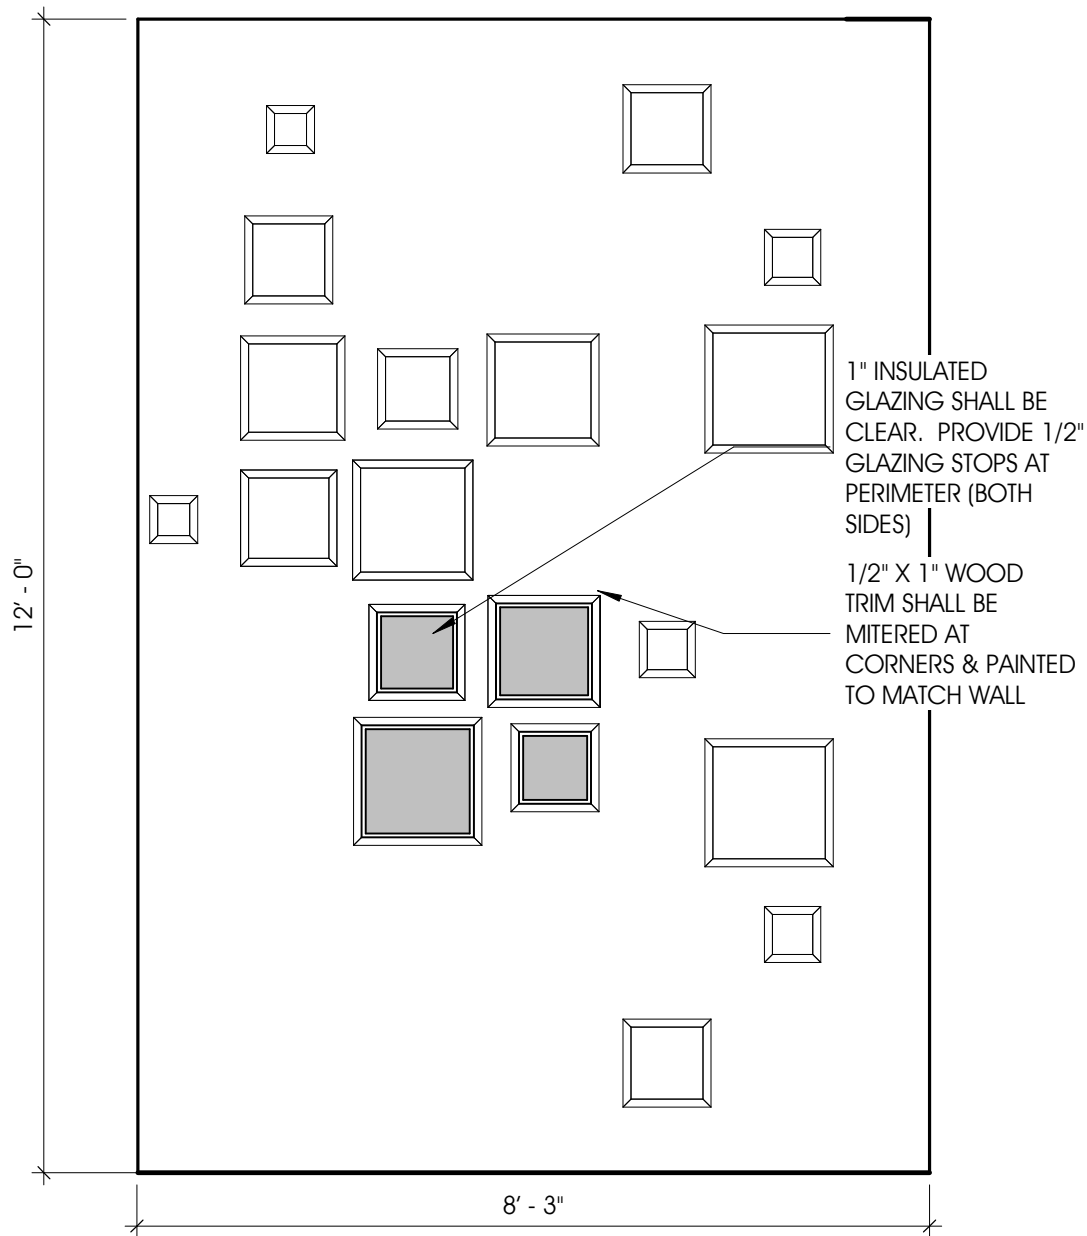 1" INSULATED
GLAZING SHALL BE
CLEAR. PROVIDE 1/2"
GLAZING STOPS AT
PERIMETER (BOTH
SIDES)
1/2" X 1" WOOD
TRIM SHALL BE
MITERED AT
CORNERS & PAINTED
TO MATCH WALL
12' - 0"
8' - 3"